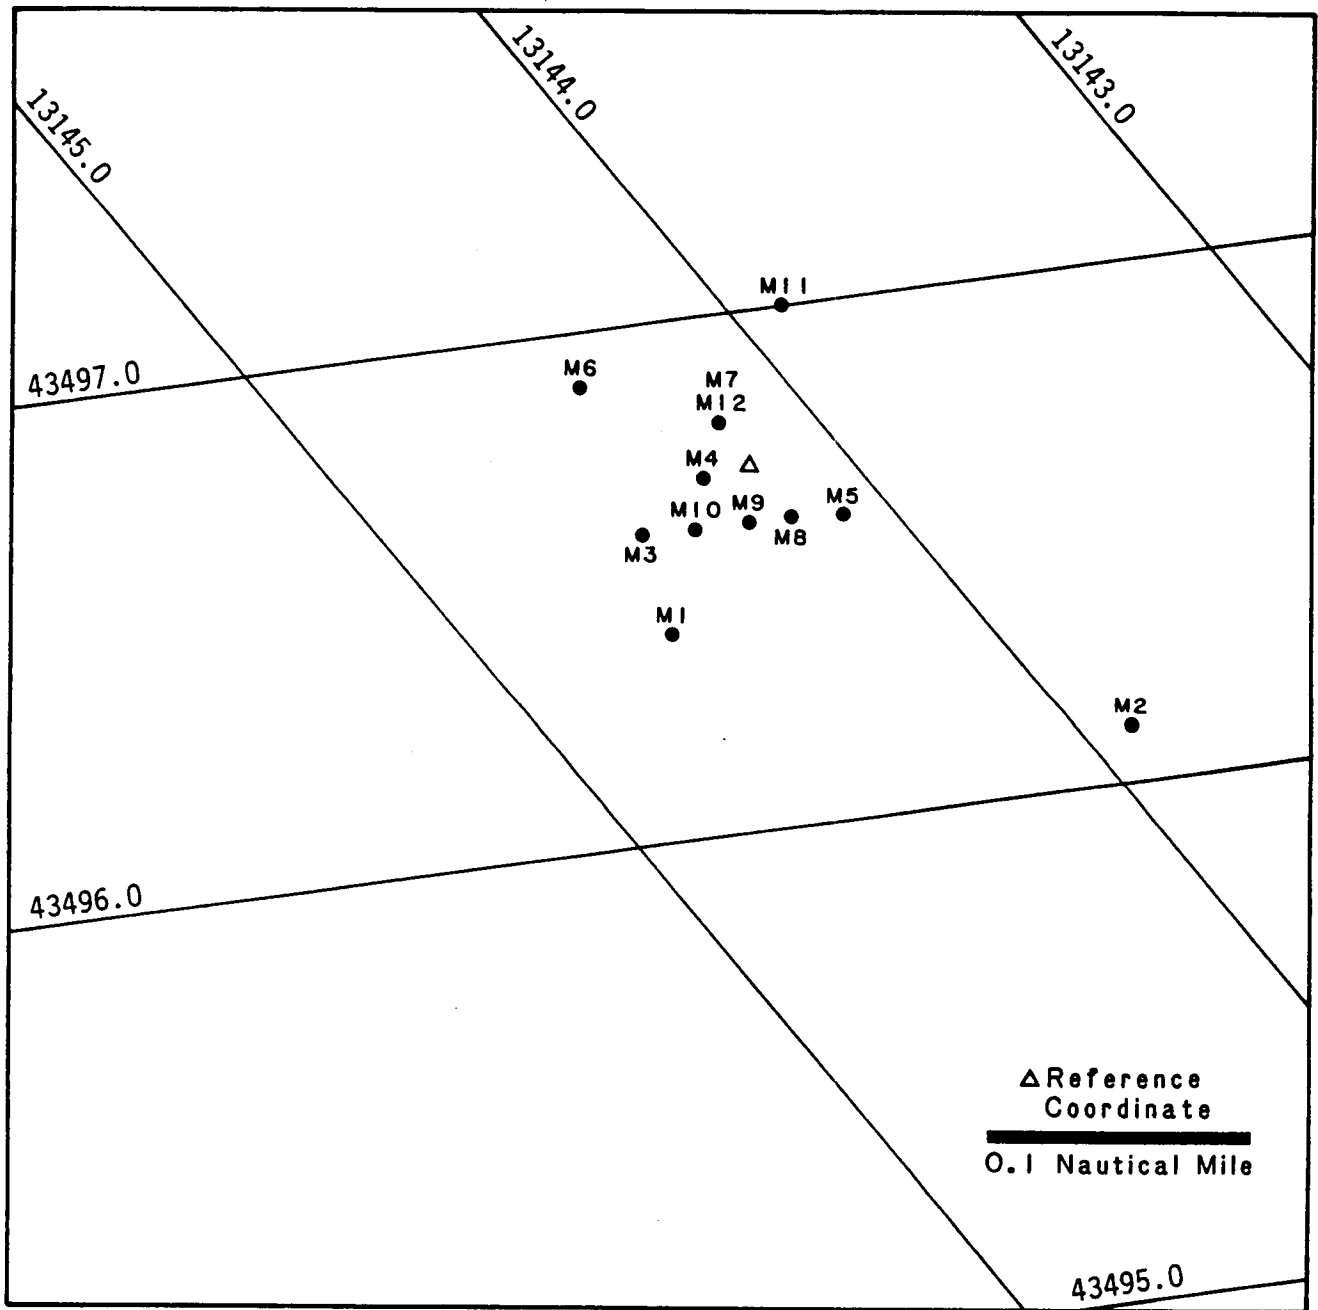 13145.0
13144.0
13143.0
M11
43497.0
M6
M7
M12
M4
M5
M9
M10
M8
M3
M1
M2
43496.0
△ Reference
Coordinate
0.1 Nautical Mile
43495.0